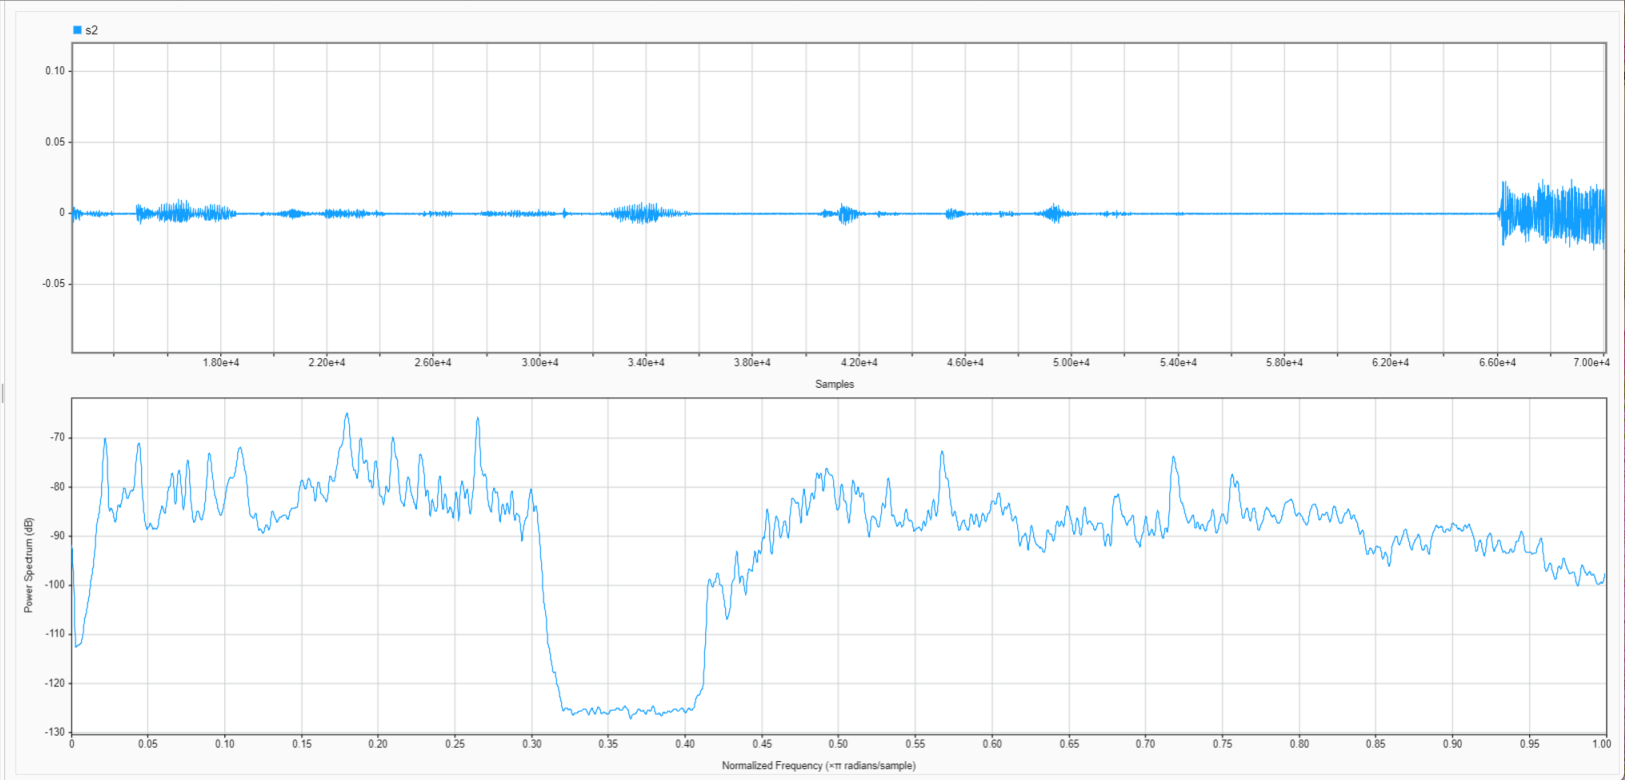 s2
0.10
0.05
0
-0.05
1.80e+4 2.20e+4 2.60e+4 3.00e+4 3.40e+4 3.80e+4 4.20e+4 4.60e+4 5.00e+4 5.40e+4 5.80e+4 6.20e+4 6.60e+4 7.00e+4
Samples
-70
-80
-90
-100
-110
-120
-130
Power Spectrum (dB)
0 0.05 0.10 0.15 0.20 0.25 0.30 0.35 0.40 0.45 0.50 0.55 0.60 0.65 0.70 0.75 0.80 0.85 0.90 0.95 1.00
Normalized Frequency (×π radians/sample)